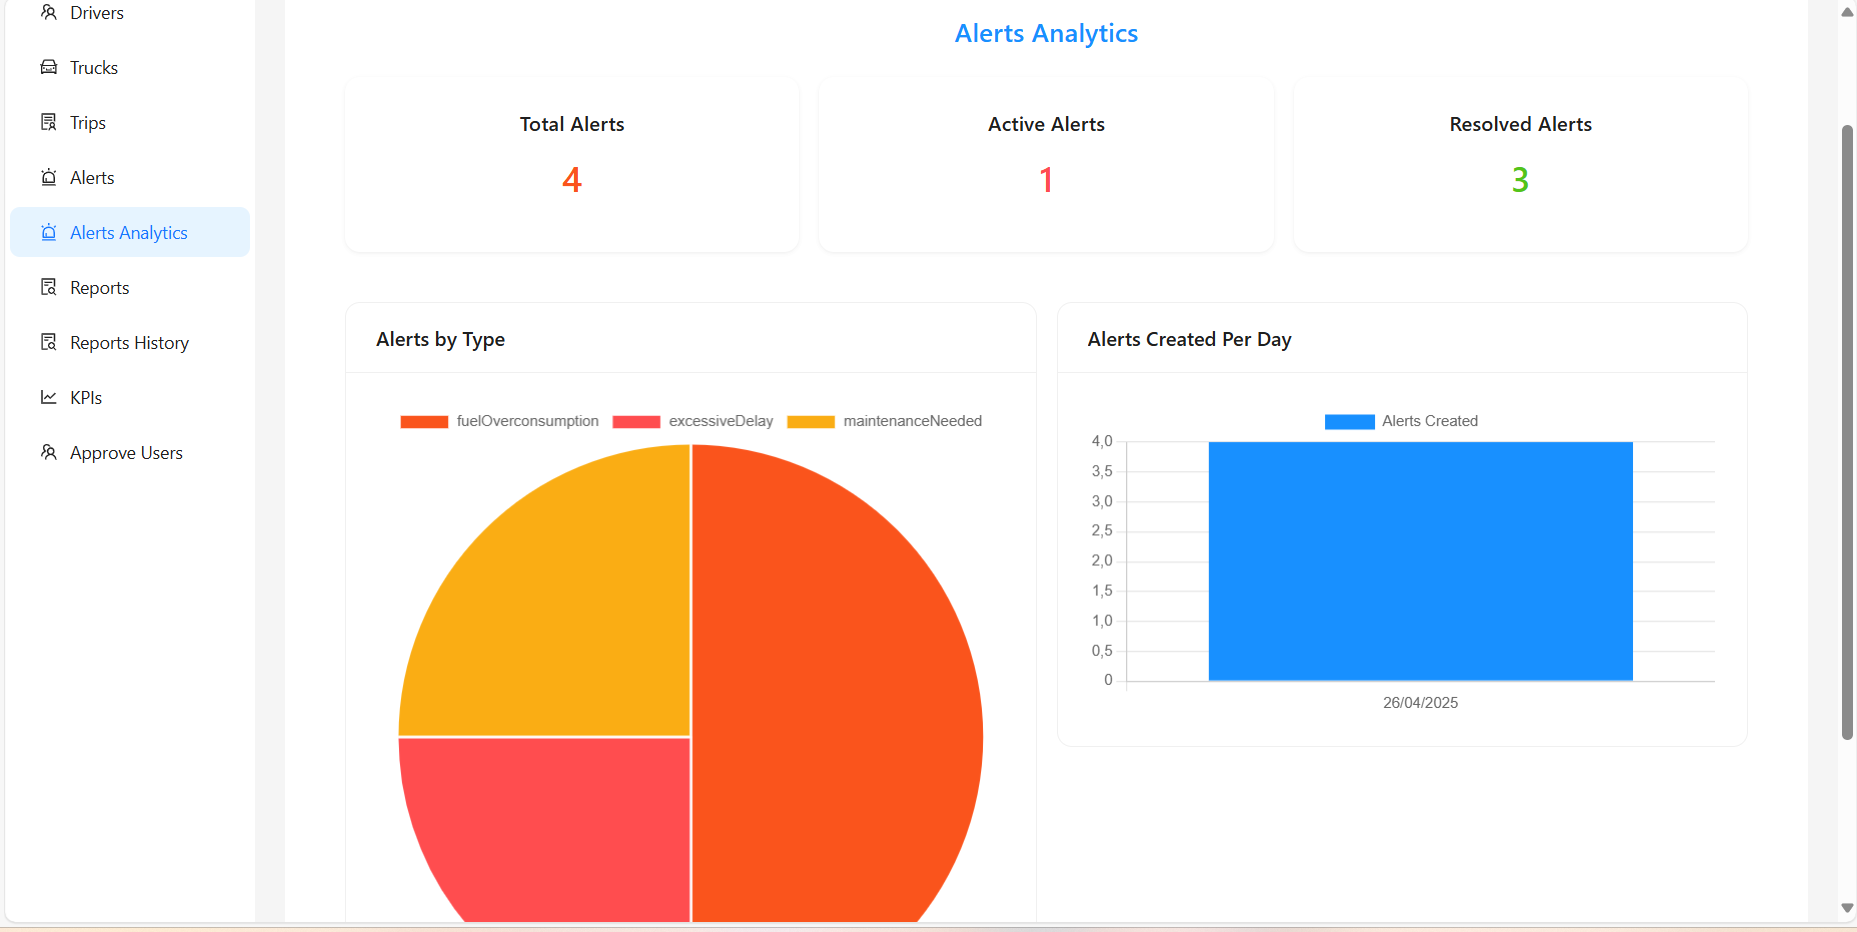 Drivers
Trucks
Trips
Alerts
Alerts Analytics
Reports
Reports History
KPIs
Approve Users
Alerts Analytics
Total Alerts
4
Active Alerts
1
Resolved Alerts
3
Alerts by Type
fuelOverconsumption excessiveDelay maintenanceNeeded
Alerts Created Per Day
Alerts Created
4,0
3,5
3,0
2,5
2,0
1,5
1,0
0,5
0
26/04/2025